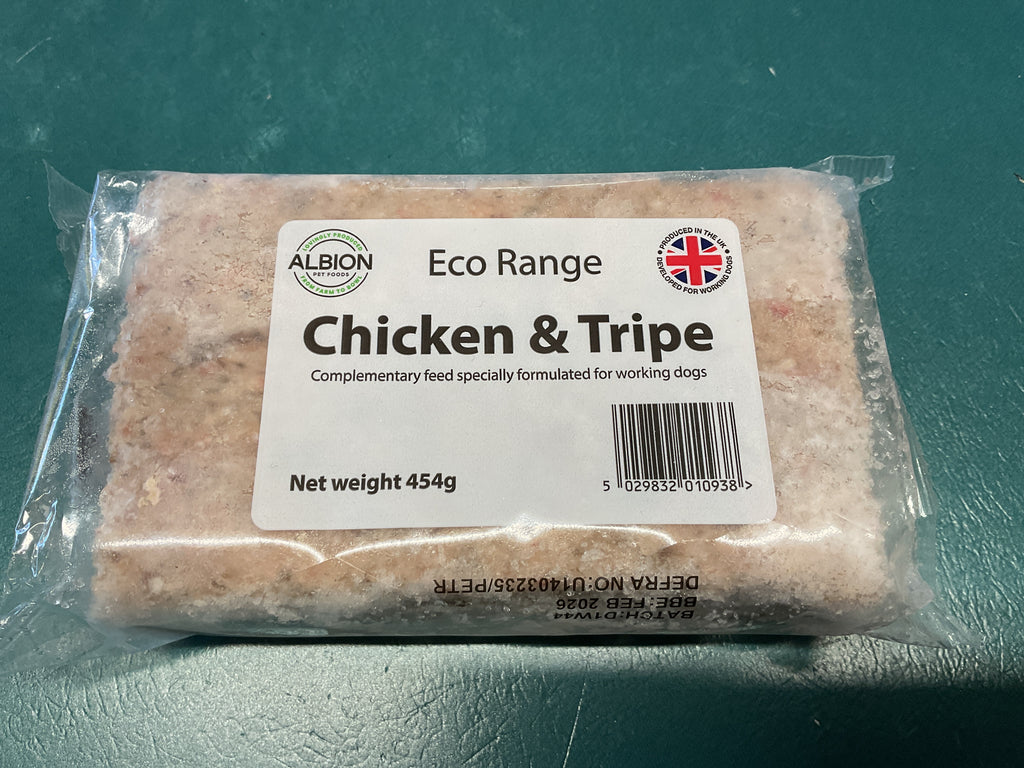 LOVINGLY PRODUCED
ALBION
PET FOODS
FROM FARM TO BOWL
Eco Range
PRODUCED IN THE UK
DEVELOPED FOR WORKING DOGS
Chicken & Tripe
Complementary feed specially formulated for working dogs
Net weight 454g
5 029832 010938 >
BATCH:D1W44
BBE:FEB 2026
DEFRA NO:U1403235/PETR